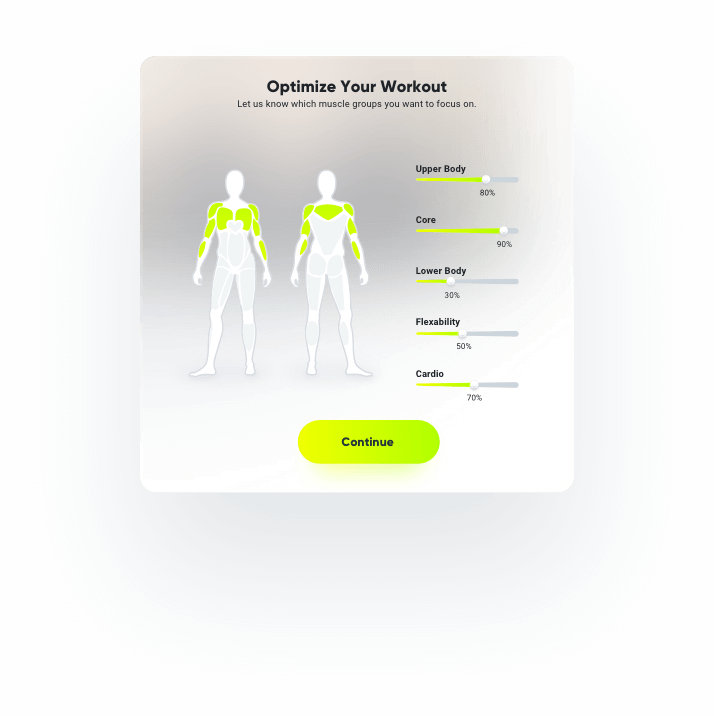 Optimize Your Workout
Let us know which muscle groups you want to focus on.
Upper Body
80%
Core
90%
Lower Body
30%
Flexability
50%
Cardio
70%
Continue